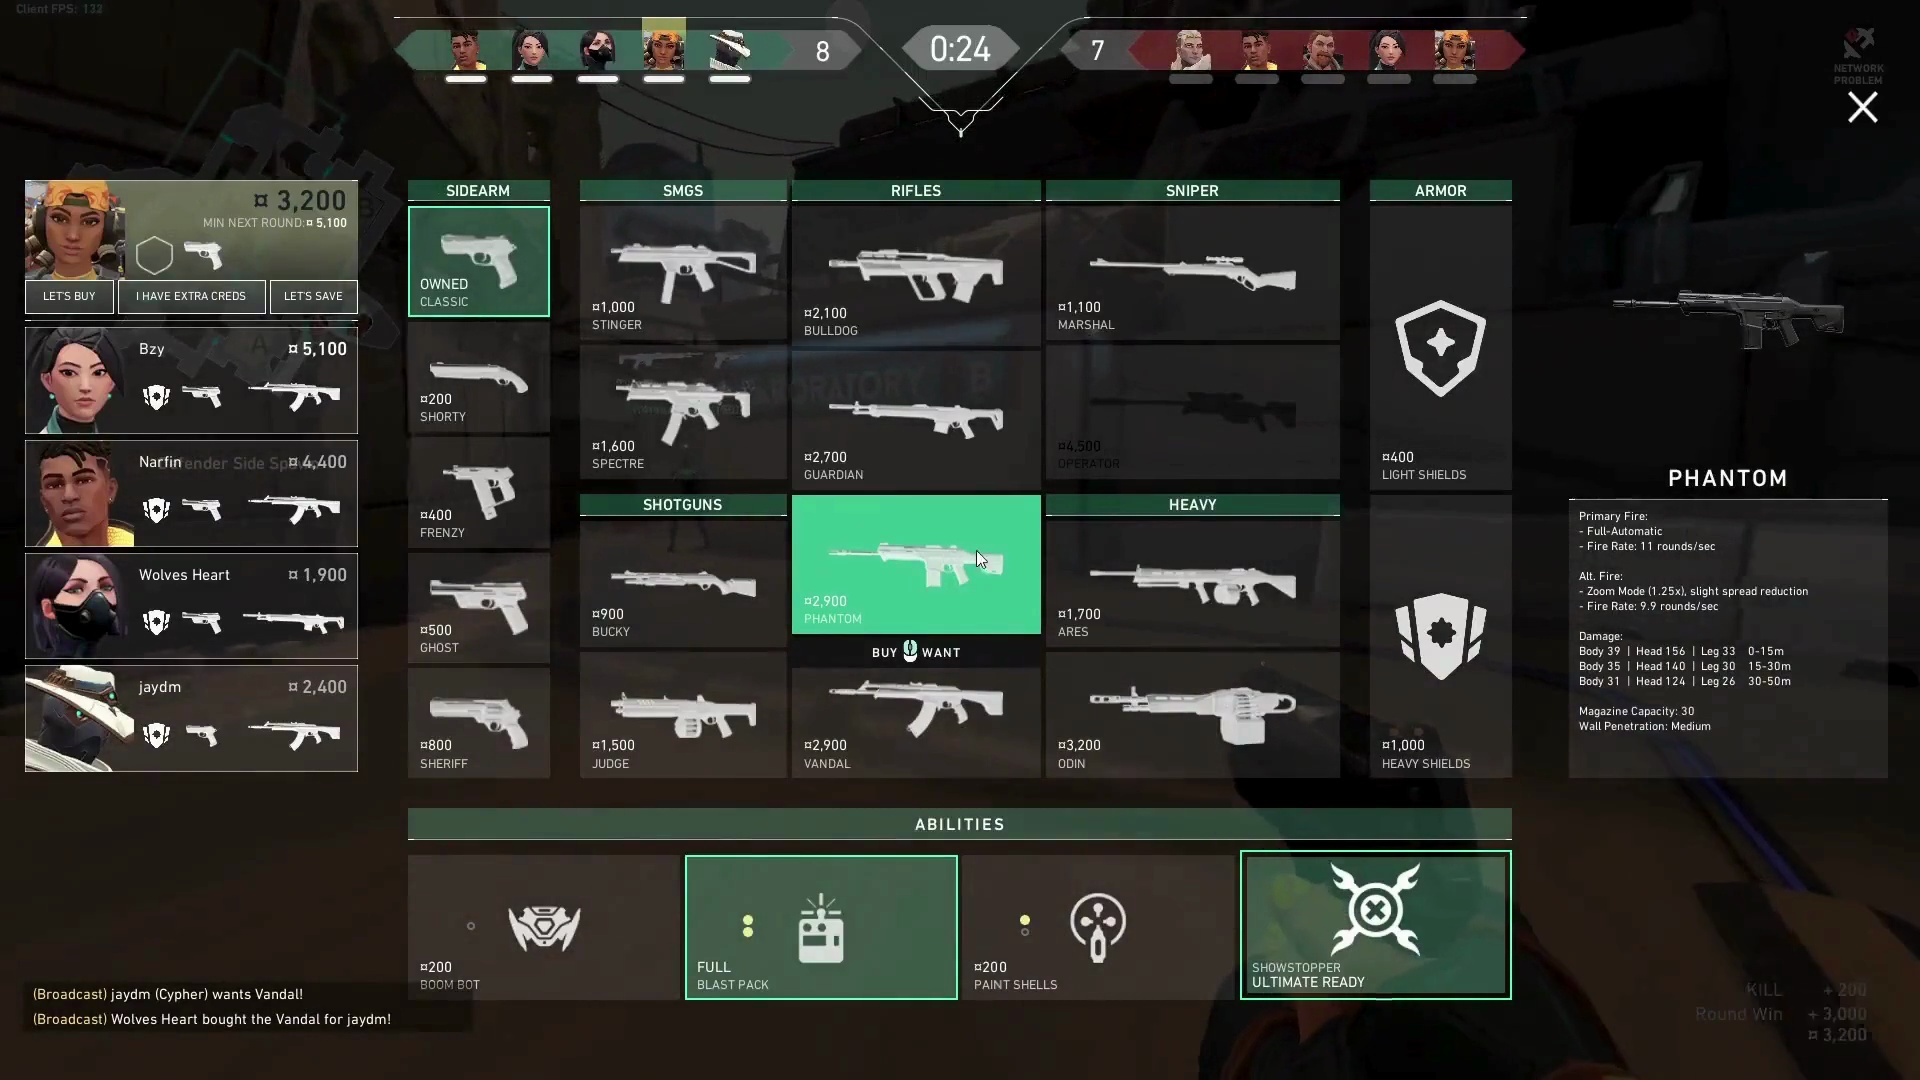 Client FPS: 133
8
0:24
7
NETWORK
PROBLEM
¤ 3,200
MIN NEXT ROUND: ¤ 5,100
LET'S BUY
I HAVE EXTRA CREDS
LET'S SAVE
Bzy
¤ 5,100
Narfin
¤ 4,400
Defender Side
Wolves Heart
¤ 1,900
jaydm
¤ 2,400
SIDEARM
OWNED
CLASSIC
¤200
SHORTY
¤400
FRENZY
¤500
GHOST
¤800
SHERIFF
SMGS
¤1,000
STINGER
¤1,600
SPECTRE
SHOTGUNS
¤900
BUCKY
¤1,500
JUDGE
RIFLES
¤2,100
BULLDOG
¤2,700
GUARDIAN
¤2,900
PHANTOM
BUY WANT
¤2,900
VANDAL
SNIPER
¤1,100
MARSHAL
¤4,500
OPERATOR
HEAVY
¤1,700
ARES
¤3,200
ODIN
ARMOR
¤400
LIGHT SHIELDS
¤1,000
HEAVY SHIELDS
PHANTOM
Primary Fire:
- Full-Automatic
- Fire Rate: 11 rounds/sec
Alt. Fire:
- Zoom Mode (1.25x), slight spread reduction
- Fire Rate: 9.9 rounds/sec
Damage:
Body 39 | Head 156 | Leg 33 0-15m
Body 35 | Head 140 | Leg 30 15-30m
Body 31 | Head 124 | Leg 26 30-50m
Magazine Capacity: 30
Wall Penetration: Medium
ABILITIES
¤200
BOOM BOT
FULL
BLAST PACK
¤200
PAINT SHELLS
SHOWSTOPPER
ULTIMATE READY
(Broadcast) jaydm (Cypher) wants Vandal!
(Broadcast) Wolves Heart bought the Vandal for jaydm!
KILL + 200
Round Win + 3,000
¤ 3,200